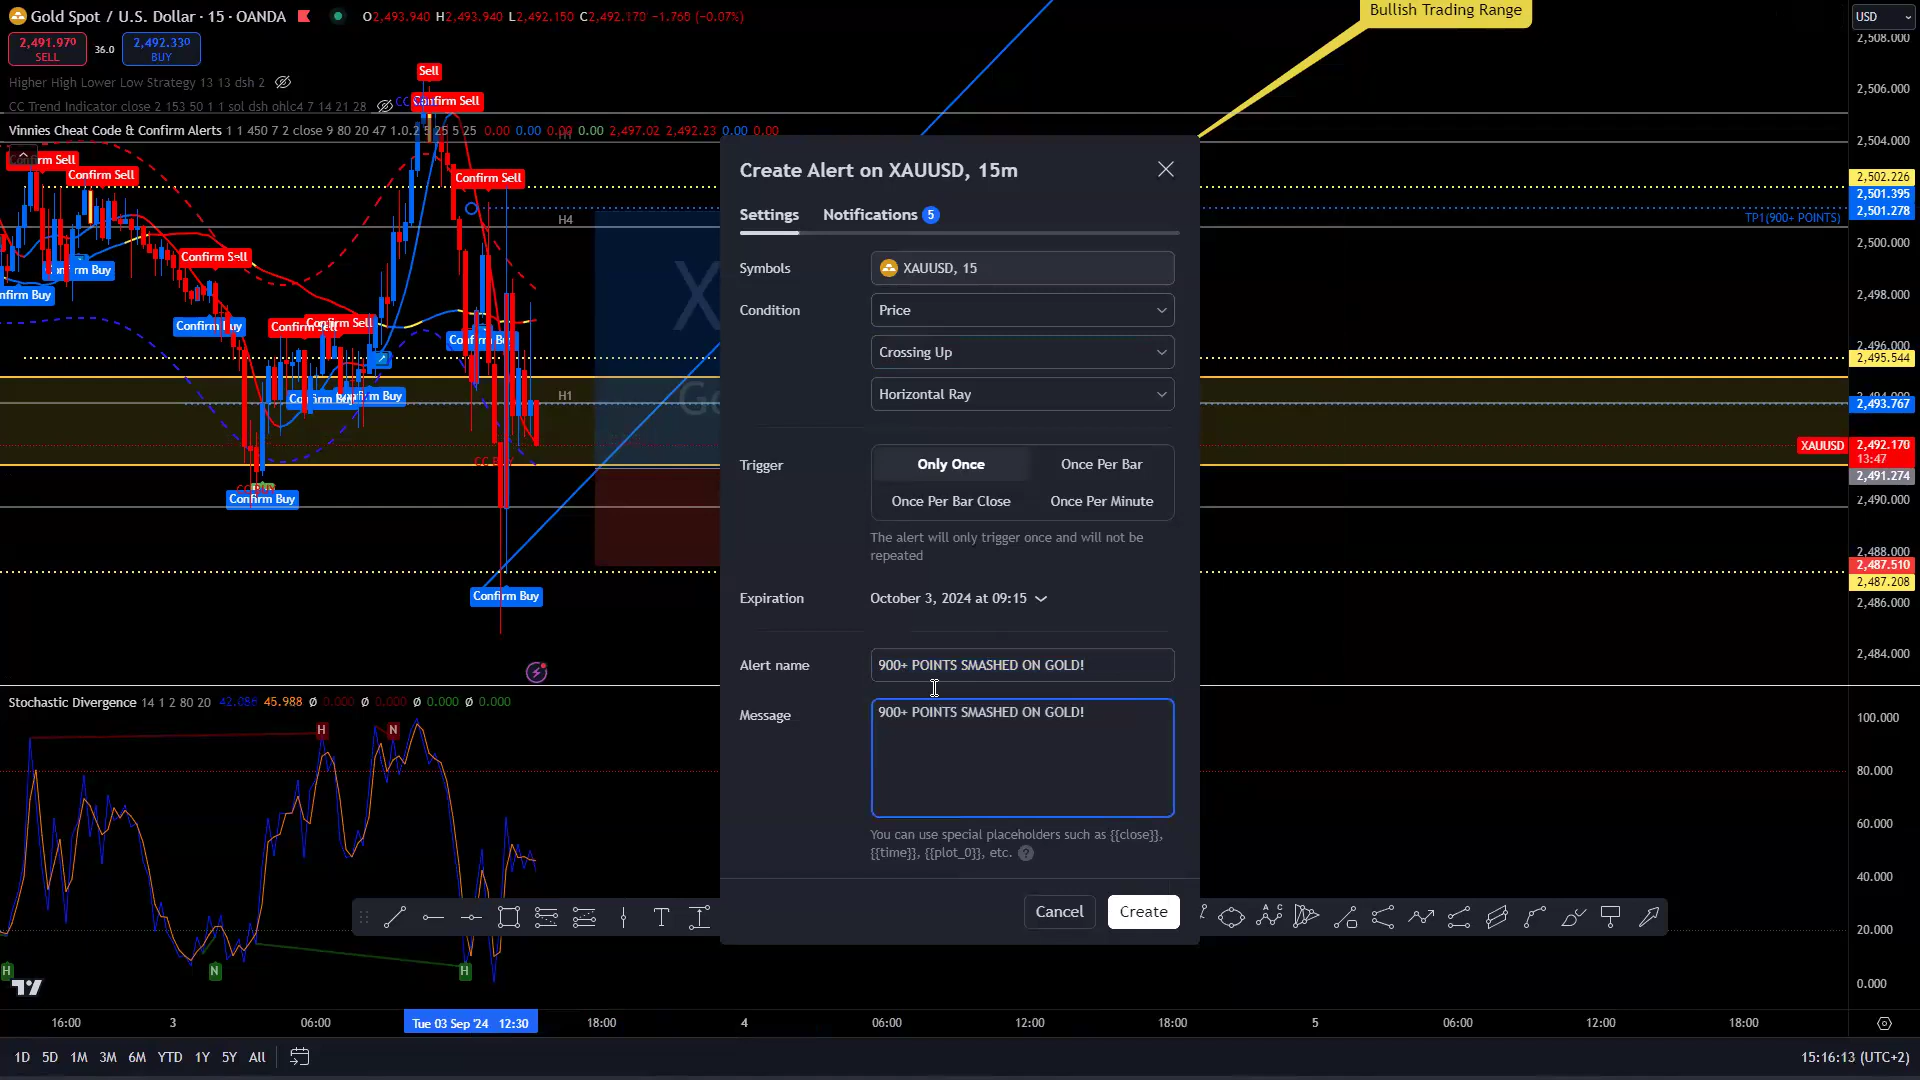 Gold Spot / U.S. Dollar · 15 · OANDA
O2,493.940 H2,493.940 L2,492.150 C2,492.170 −1.760 (−0.07%)
Bullish Trading Range
USD
2,491.970
SELL
36.0
2,492.330
BUY
Higher High Lower Low Strategy 13 13 dsh 2
CC Trend Indicator close 2 153 50 1 1 sol dsh ohlc4 7 14 21 28
Vinnies Cheat Code & Confirm Alerts 1 1 450 7 2 close 9 80 20 47 1.0.2 5 25 5 25 0.00 0.00 0.00 0.00 2,497.02 2,492.23 0.00 0.00
Sell
Confirm Sell
Confirm Sell
Confirm Sell
Confirm Sell
Confirm Sell
Confirm Buy
Confirm Buy
Confirm Buy
Confirm Buy
Confirm Buy
Confirm Buy
H4
H1
TP1(900+ POINTS)
Create Alert on XAUUSD, 15m
Settings
Notifications 5
Symbols
XAUUSD, 15
Condition
Price
Crossing Up
Horizontal Ray
Trigger
Only Once
Once Per Bar
Once Per Bar Close
Once Per Minute
The alert will only trigger once and will not be
repeated
Expiration
October 3, 2024 at 09:15
Alert name
900+ POINTS SMASHED ON GOLD!
Message
900+ POINTS SMASHED ON GOLD!
You can use special placeholders such as {{close}},
{{time}}, {{plot_0}}, etc.
Cancel
Create
2,508.000
2,506.000
2,504.000
2,502.226
2,501.395
2,501.278
2,500.000
2,498.000
2,496.000
2,495.544
2,493.767
XAUUSD
2,492.170
13:47
2,491.274
2,490.000
2,488.000
2,487.510
2,487.208
2,486.000
2,484.000
Stochastic Divergence 14 1 2 80 20 42.086 45.988 Ø 0.000 Ø 0.000 Ø 0.000 Ø 0.000
H
N
H
N
H
100.000
80.000
60.000
40.000
20.000
0.000
16:00
3
06:00
Tue 03 Sep '24 12:30
18:00
4
06:00
12:00
18:00
5
06:00
12:00
18:00
1D 5D 1M 3M 6M YTD 1Y 5Y All
15:16:13 (UTC+2)